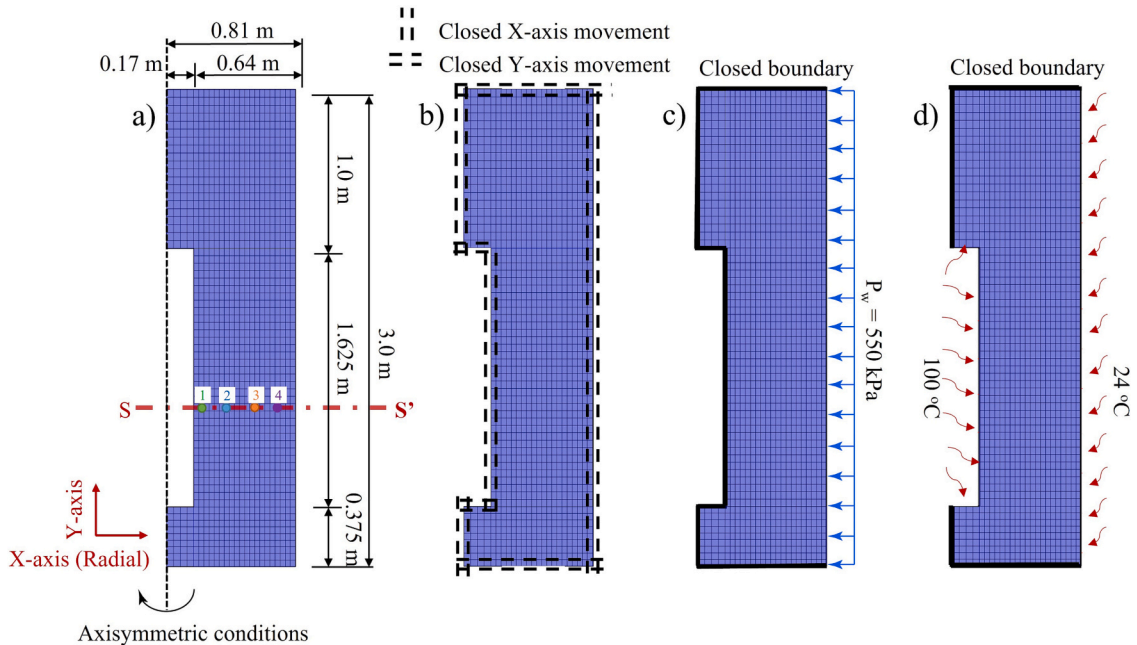 0.81 m
0.17 m
0.64 m
Closed X-axis movement
Closed Y-axis movement
Closed boundary
Closed boundary
a)
b)
c)
d)
1.0 m
1.625 m
3.0 m
0.375 m
1
2
3
4
S
S'
Y-axis
X-axis (Radial)
Axisymmetric conditions
Pw = 550 kPa
100 ºC
24 ºC